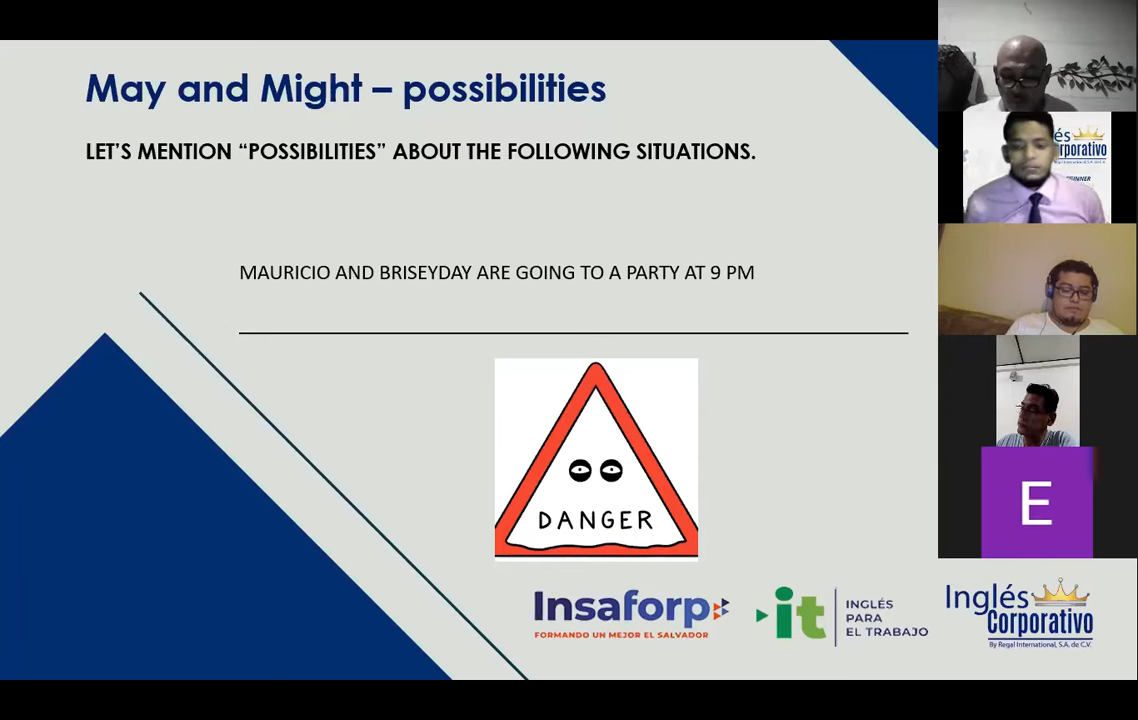 May and Might – possibilities
LET’S MENTION “POSSIBILITIES” ABOUT THE FOLLOWING SITUATIONS.
MAURICIO AND BRISEYDAY ARE GOING TO A PARTY AT 9 PM
DANGER
Insaforp
FORMANDO UN MEJOR EL SALVADOR
it
INGLÉS
PARA
EL TRABAJO
Inglés
Corporativo
By Regal International, S.A. de C.V.
E